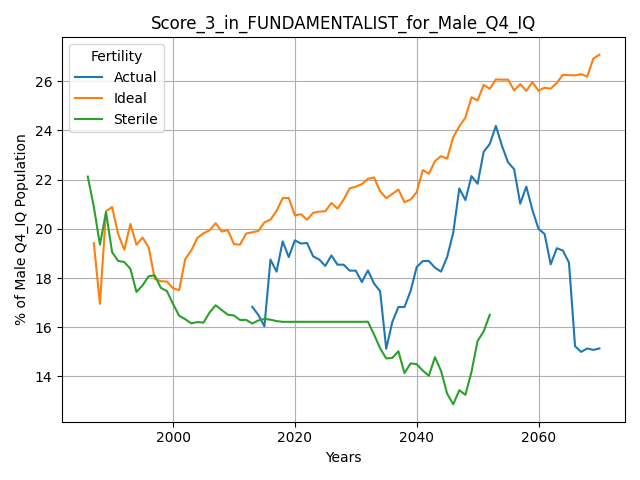 Score_3_in_FUNDAMENTALIST_for_Male_Q4_IQ
Fertility
Actual
Ideal
Sterile
% of Male Q4_IQ Population
26
24
22
20
18
16
14
2000 2020 2040 2060
Years